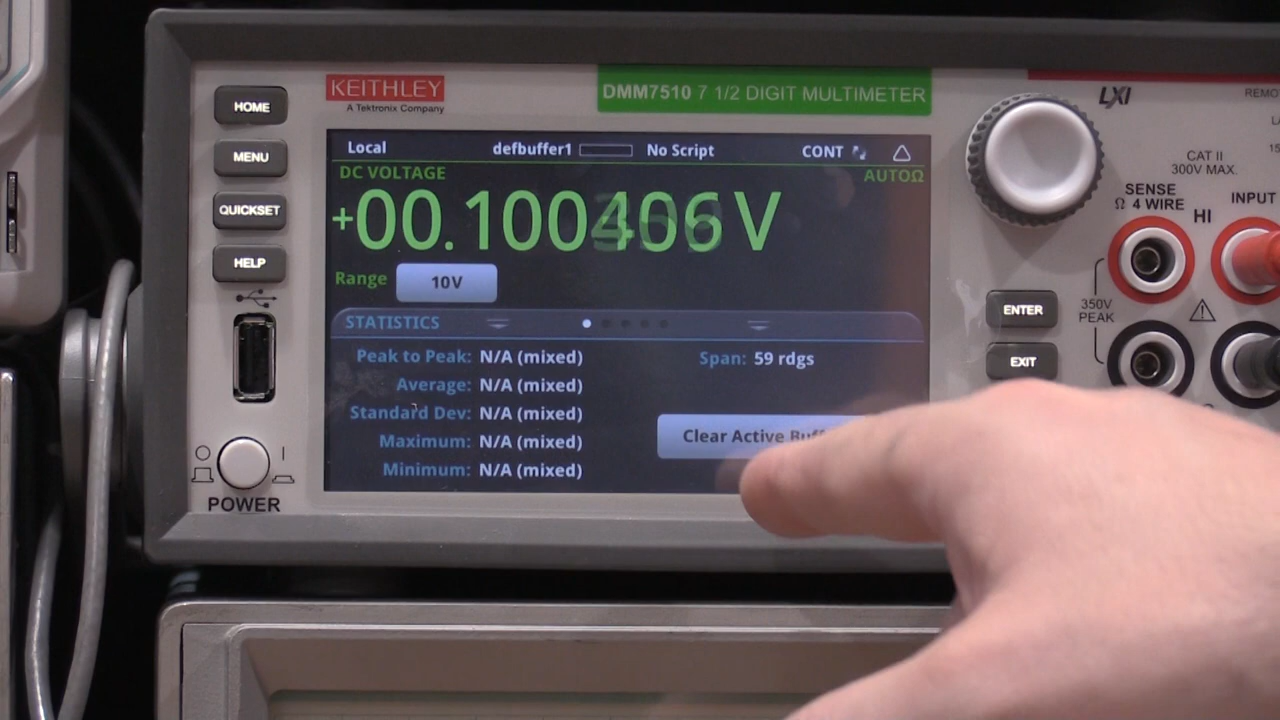 KEITHLEY
A Tektronix Company
DMM7510 7 1/2 DIGIT MULTIMETER
HOME
MENU
QUICKSET
HELP
POWER
Local
defbuffer1
No Script
CONT
DC VOLTAGE
AUTOΩ
+00.100406 V
Range
10V
STATISTICS
Peak to Peak: N/A (mixed)
Span: 59 rdgs
Average: N/A (mixed)
Standard Dev: N/A (mixed)
Clear Active
Maximum: N/A (mixed)
Minimum: N/A (mixed)
LXI
CAT II
300V MAX.
SENSE
Ω 4 WIRE
HI
INPUT
350V
PEAK
ENTER
EXIT